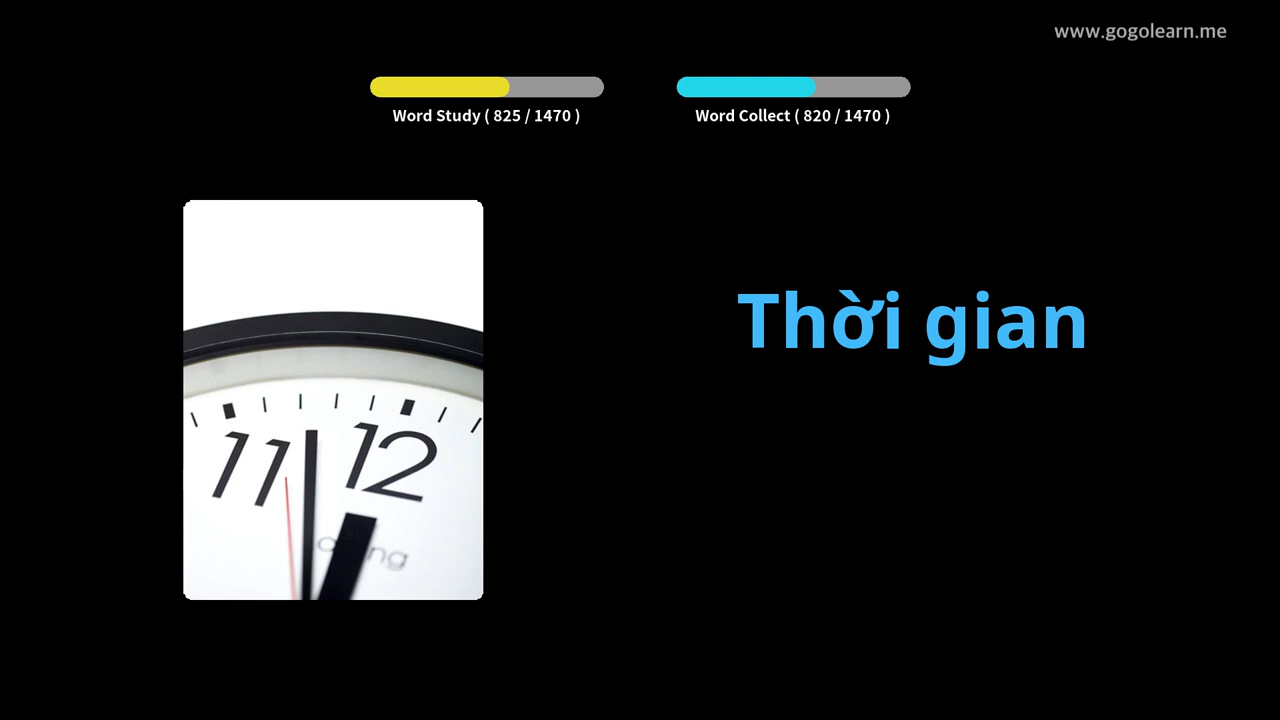 www.gogolearn.me
Word Study ( 825 / 1470 )
Word Collect ( 820 / 1470 )
11 12
Thời gian